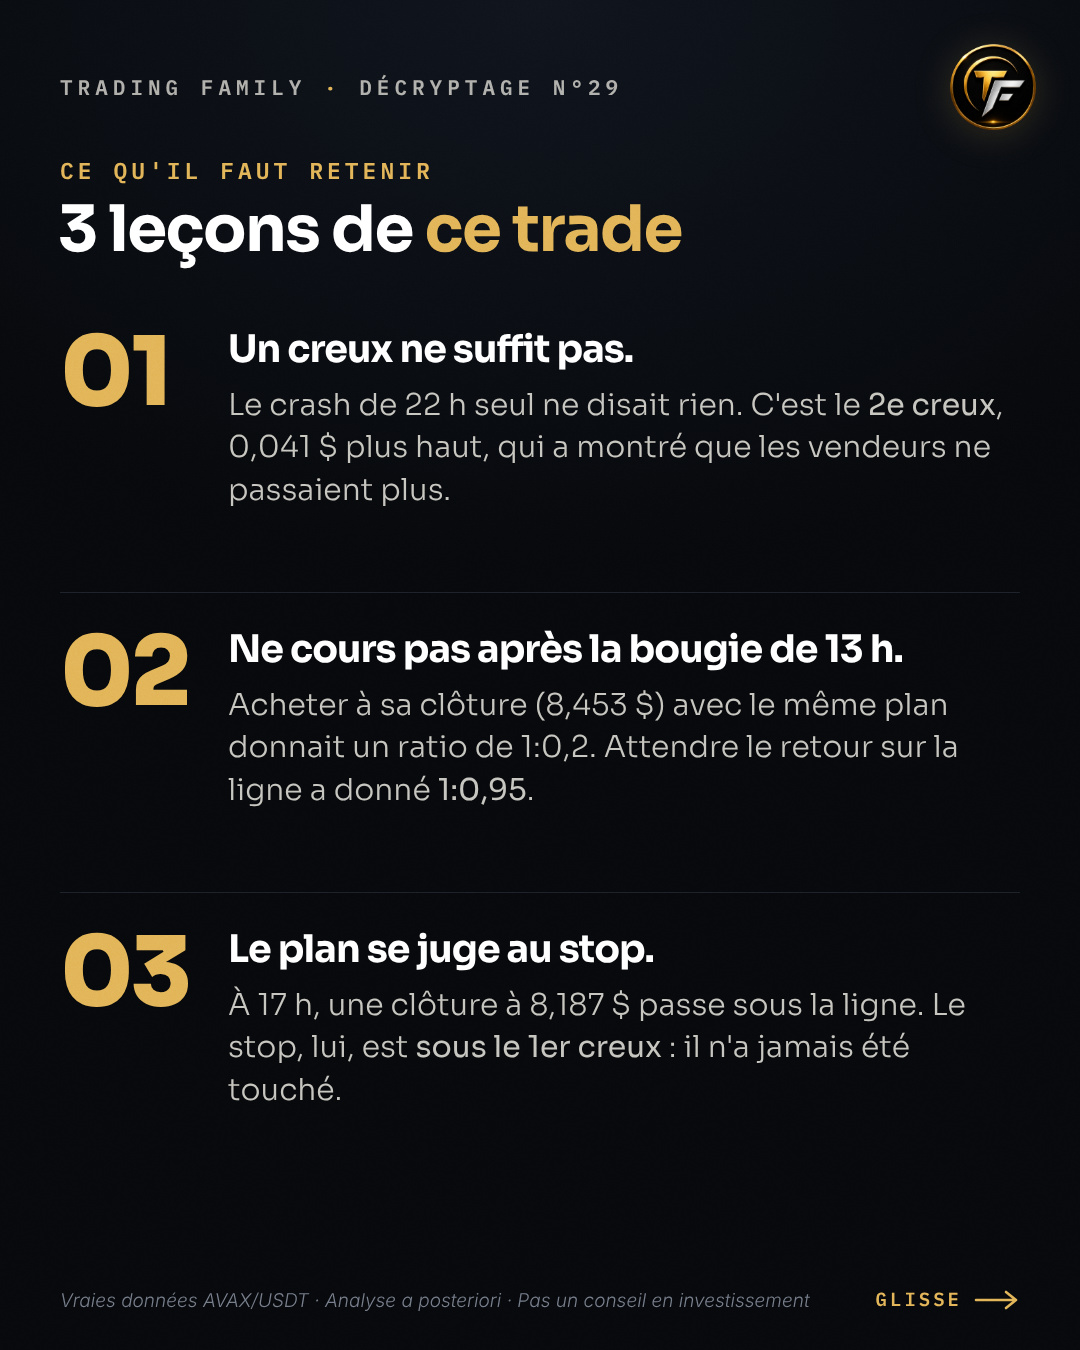 TRADING FAMILY · DÉCRYPTAGE N°29
TF
CE QU'IL FAUT RETENIR
3 leçons de ce trade
01
Un creux ne suffit pas.
Le crash de 22 h seul ne disait rien. C'est le 2e creux,
0,041 $ plus haut, qui a montré que les vendeurs ne
passaient plus.
02
Ne cours pas après la bougie de 13 h.
Acheter à sa clôture (8,453 $) avec le même plan
donnait un ratio de 1:0,2. Attendre le retour sur la
ligne a donné 1:0,95.
03
Le plan se juge au stop.
À 17 h, une clôture à 8,187 $ passe sous la ligne. Le
stop, lui, est sous le 1er creux : il n'a jamais été
touché.
Vraies données AVAX/USDT · Analyse a posteriori · Pas un conseil en investissement
GLISSE →